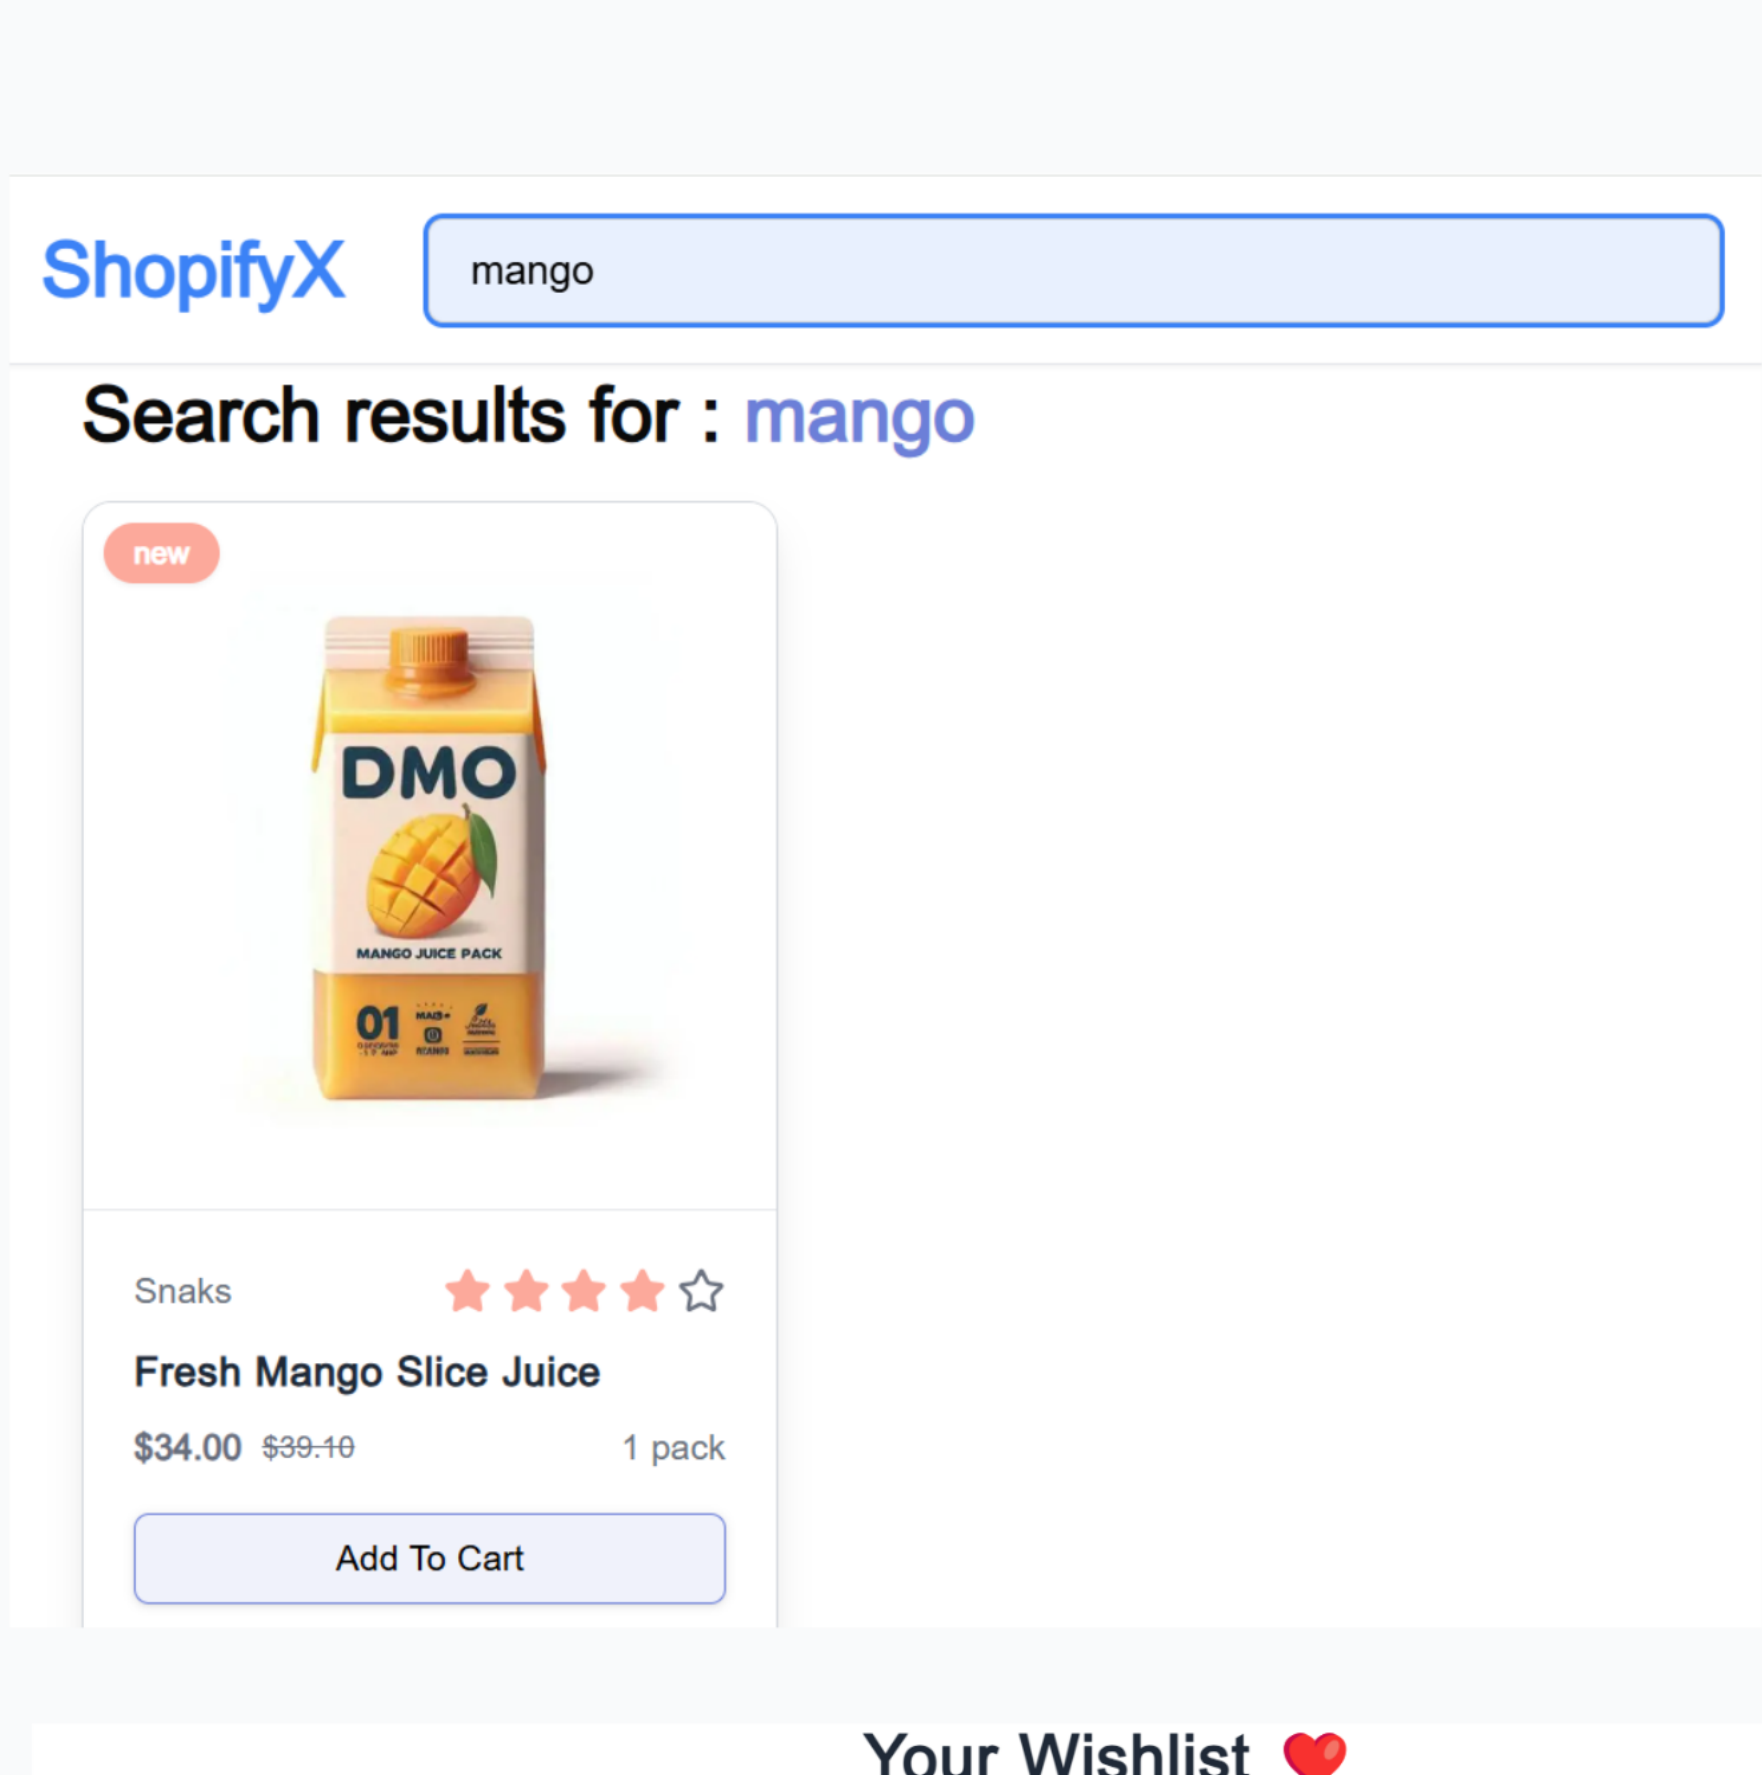 ShopifyX
mango
Search results for : mango
new
DMO
MANGO JUICE PACK
01
Snaks
Fresh Mango Slice Juice
$34.00 $39.10 1 pack
Add To Cart
Your Wishlist ❤️